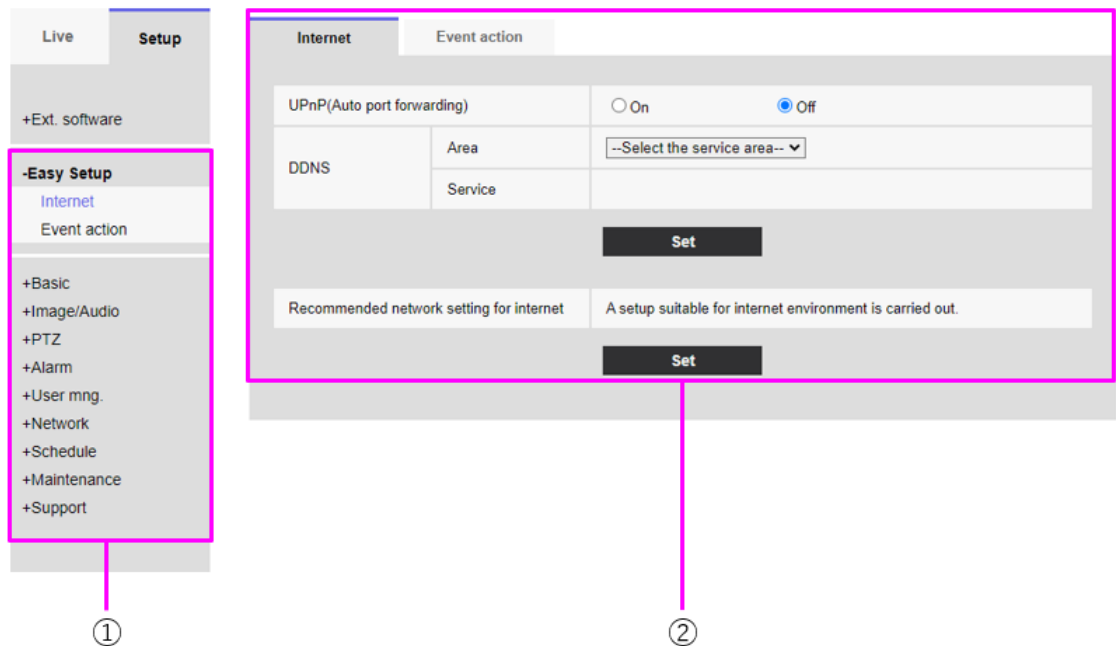 Live
Setup
+Ext. software
-Easy Setup
Internet
Event action
+Basic
+Image/Audio
+PTZ
+Alarm
+User mng.
+Network
+Schedule
+Maintenance
+Support
①
Internet
Event action
UPnP(Auto port forwarding)
On
Off
DDNS
Area
--Select the service area--
Service
Set
Recommended network setting for internet
A setup suitable for internet environment is carried out.
Set
②